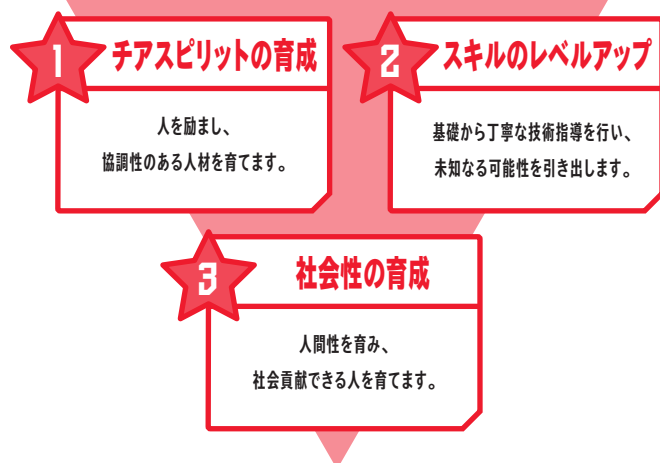 1
チアスピリットの育成
人を励まし、
協調性のある人材を育てます。
2
スキルのレベルアップ
基礎から丁寧な技術指導を行い、
未知なる可能性を引き出します。
3
社会性の育成
人間性を育み、
社会貢献できる人を育てます。